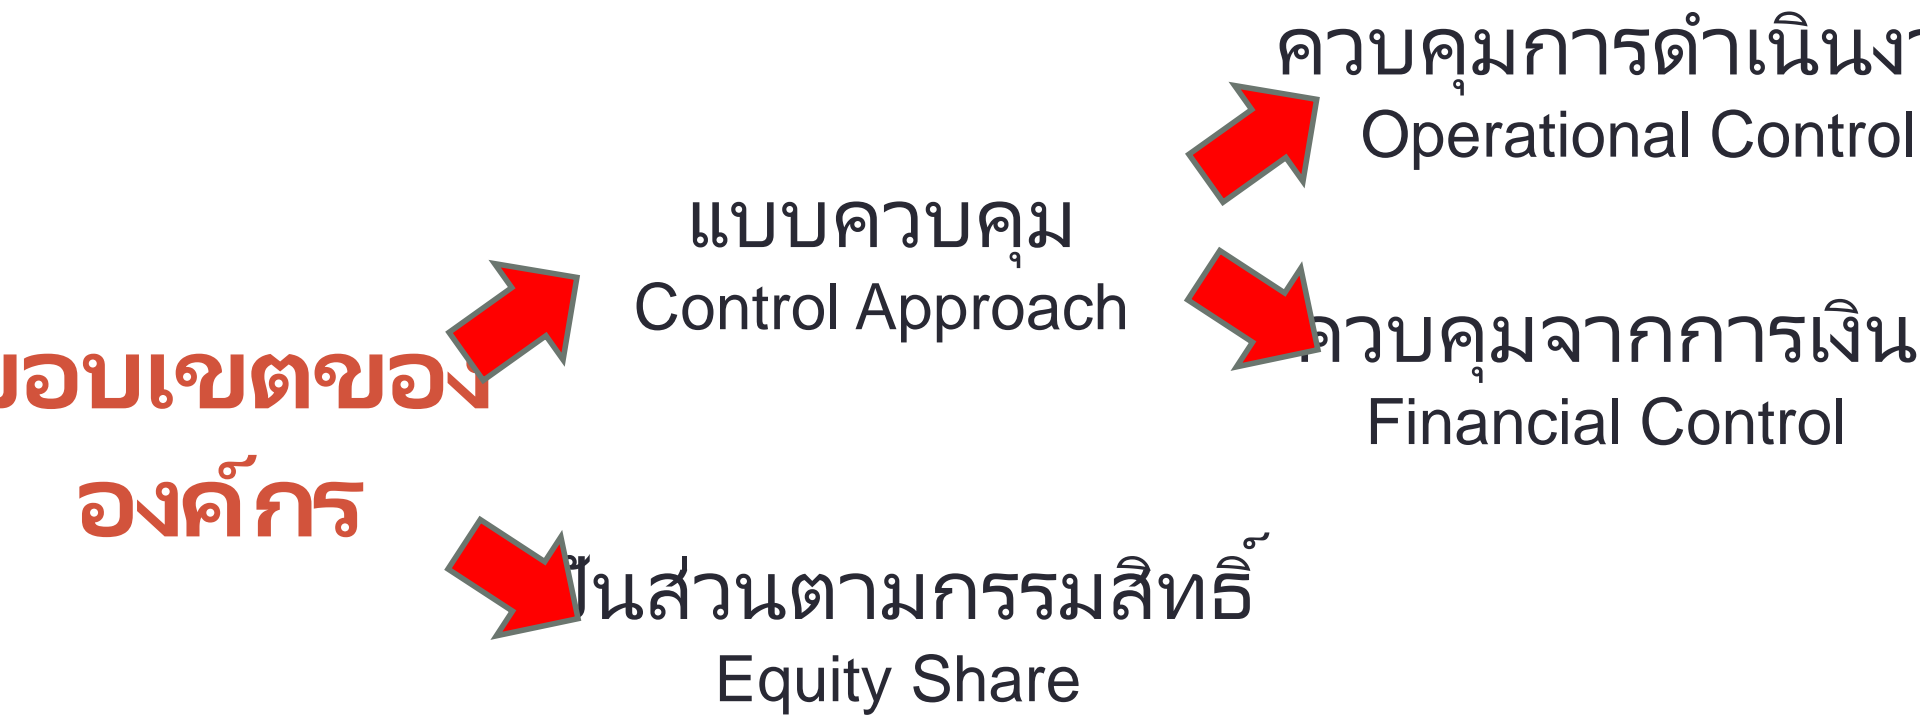 ควบคุมการดำเนินงา
Operational Control
แบบควบคุม
Control Approach
ควบคุมจากการเงิน
Financial Control
ขอบเขตของ
องค์กร
ปันส่วนตามกรรมสิทธิ์
Equity Share